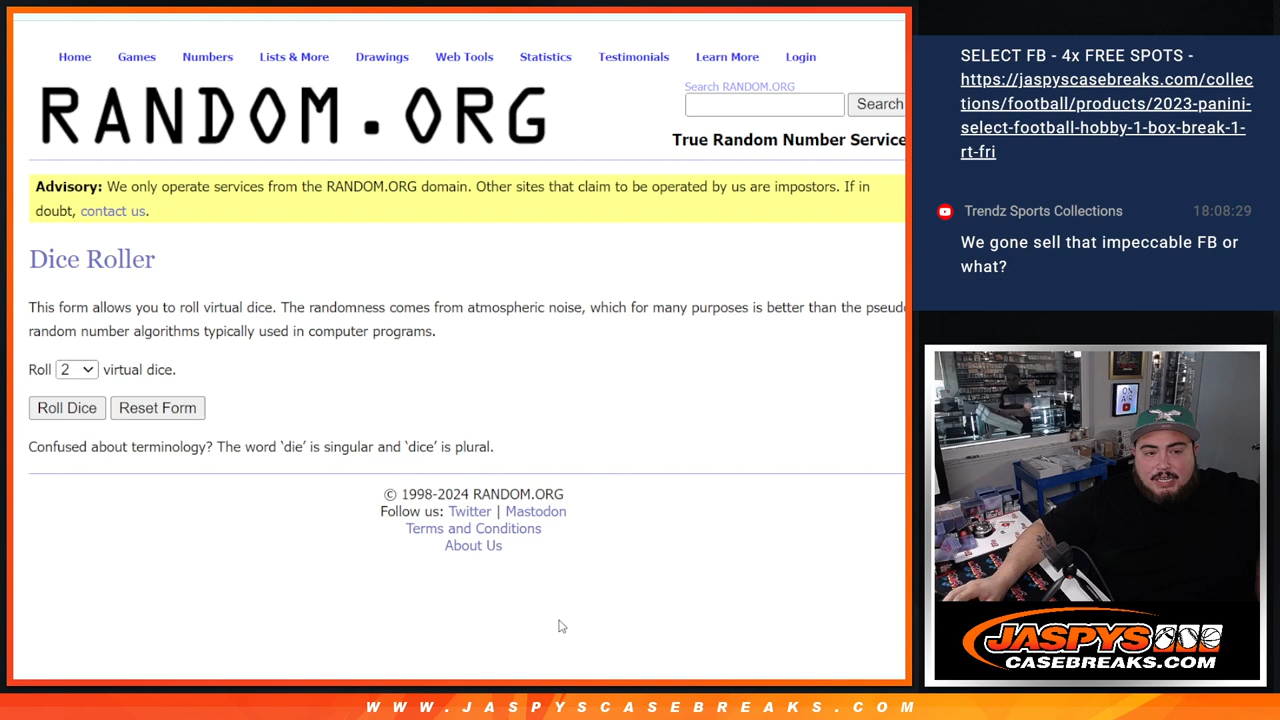 Home Games Numbers Lists & More Drawings Web Tools Statistics Testimonials Learn More Login
RANDOM.ORG
Search RANDOM.ORG
Search
True Random Number Service
Advisory: We only operate services from the RANDOM.ORG domain. Other sites that claim to be operated by us are impostors. If in
doubt, contact us.
Dice Roller
This form allows you to roll virtual dice. The randomness comes from atmospheric noise, which for many purposes is better than the pseudo
random number algorithms typically used in computer programs.
Roll 2 virtual dice.
Roll Dice Reset Form
Confused about terminology? The word ‘die’ is singular and ‘dice’ is plural.
© 1998-2024 RANDOM.ORG
Follow us: Twitter | Mastodon
Terms and Conditions
About Us
SELECT FB - 4x FREE SPOTS -
https://jaspyscasebreaks.com/collec
tions/football/products/2023-panini-
select-football-hobby-1-box-break-1-
rt-fri
Trendz Sports Collections 18:08:29
We gone sell that impeccable FB or
what?
ON
AIR
JASPYS
CASEBREAKS.COM
WWW.JASPYSCASEBREAKS.COM